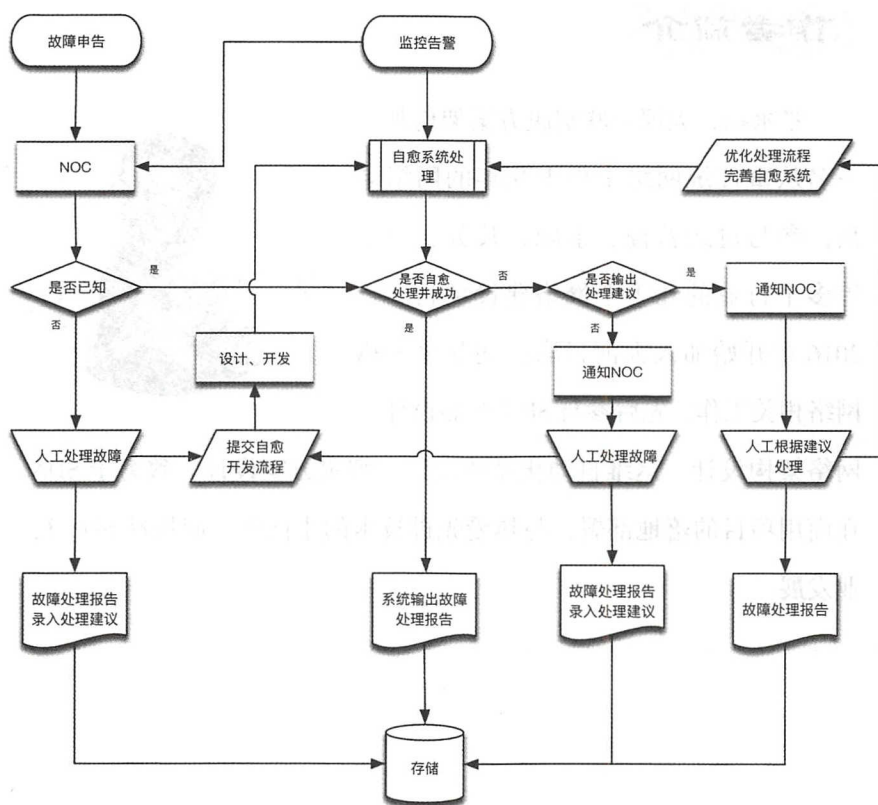 故障申告
监控告警
NOC
自愈系统处
理
优化处理流程
完善自愈系统
是否已知
是
否
是否自愈
处理并成功
否
是
是否输出
处理建议
是
否
通知NOC
设计、开发
通知NOC
人工处理故障
提交自愈
开发流程
人工处理故障
人工根据建议
处理
故障处理报告
录入处理建议
系统输出故障
处理报告
故障处理报告
录入处理建议
故障处理报告
存储